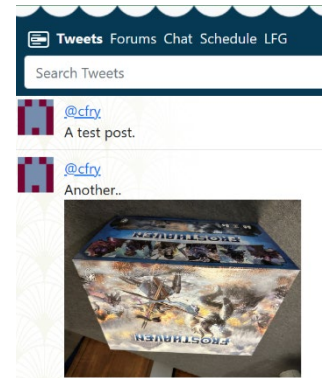 Tweets Forums Chat Schedule LFG
Search Tweets
@cfry
A test post.
@cfry
Another..
FROSTHAVEN
FROSTHAVEN